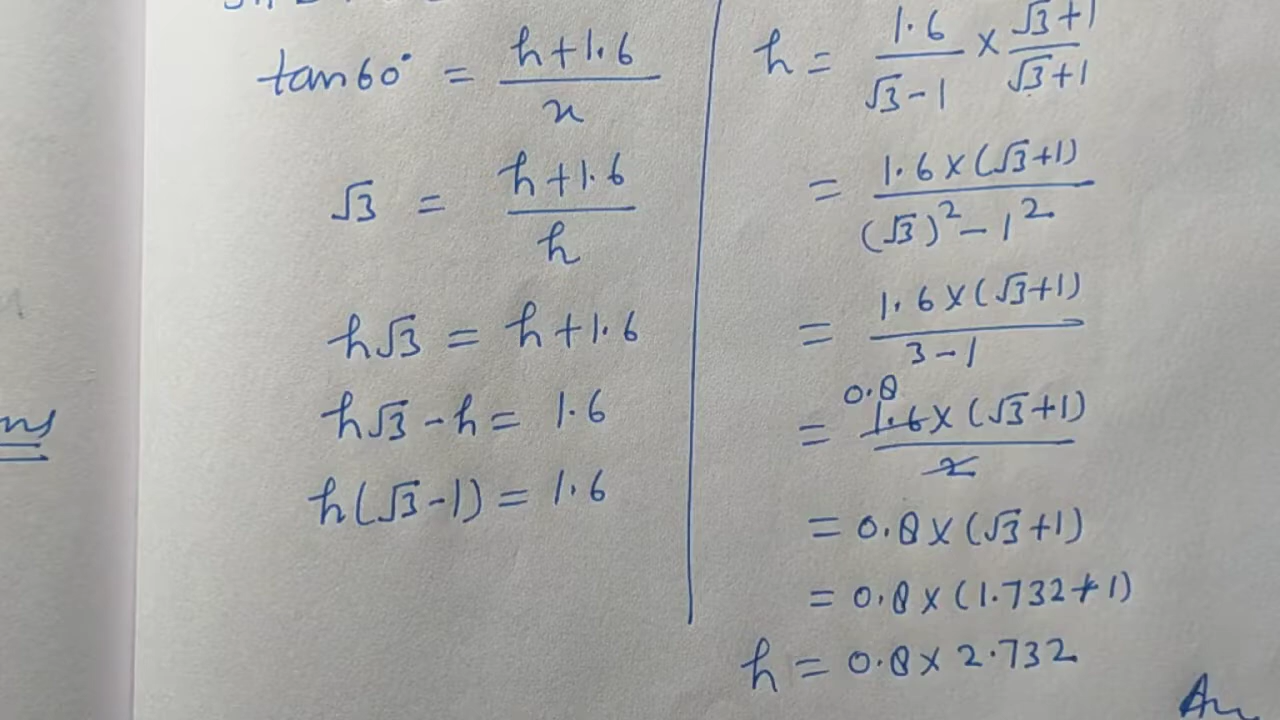 tan60° = h+1.6/x
√3 = h+1.6/h
h√3 = h+1.6
h√3 - h = 1.6
h(√3-1) = 1.6
h = 1.6/√3-1 × √3+1/√3+1
= 1.6×(√3+1)/(√3)²-1²
= 1.6×(√3+1)/3-1
0.8
= 1.6×(√3+1)/2
= 0.8×(√3+1)
= 0.8×(1.732+1)
h = 0.8×2.732